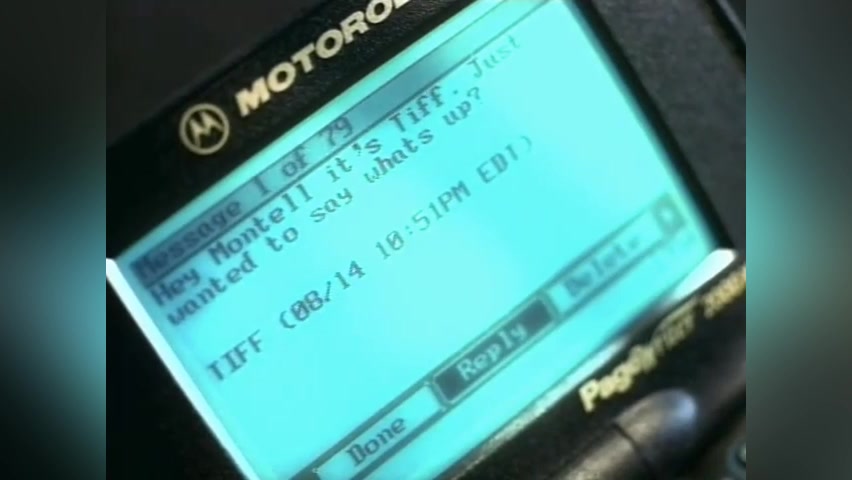 MOTOROLA
Message 1 of 79
Hey Montell it's Tiff. Just
wanted to say whats up?
TIFF (08/14 10:51PM EDT)
Done Reply Delete
PageWriter